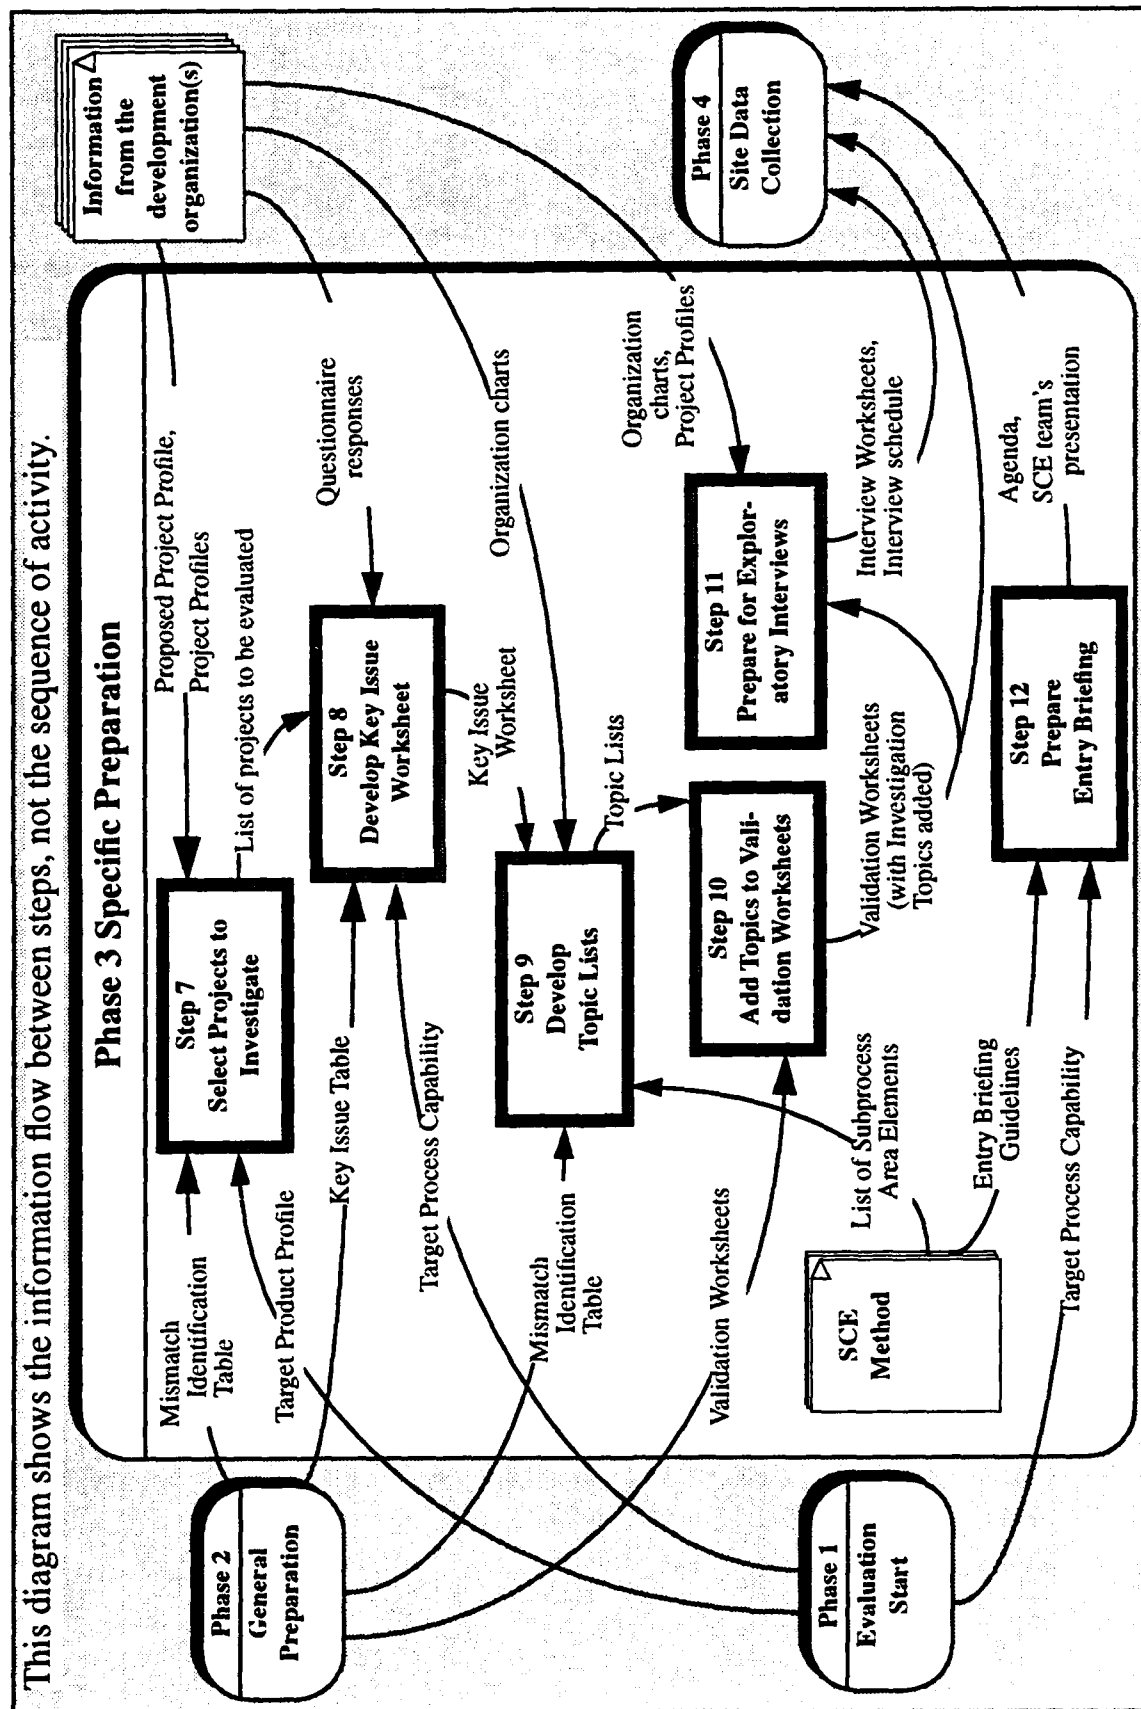 This diagram shows the information flow between steps, not the sequence of activity.
Phase 3 Specific Preparation
Information
from the
development
organization(s)
Phase 2
General
Preparation
Mismatch
Identification
Table
Step 7
Select Projects to
Investigate
Proposed Project Profile,
Project Profiles
Target Product Profile
List of projects to be evaluated
Key Issue Table
Step 8
Develop Key Issue
Worksheet
Questionnaire
responses
Target Process Capability
Key Issue
Worksheet
Organization charts
Mismatch
Identification
Table
Step 9
Develop
Topic Lists
Topic Lists
Organization
charts,
Project Profiles
Validation Worksheets
Step 10
Add Topics to Vali-
dation Worksheets
Step 11
Prepare for Explor-
atory Interviews
Phase 4
Site Data
Collection
Phase 1
Evaluation
Start
SCE
Method
List of Subprocess
Area Elements
Validation Worksheets
(with Investigation
Topics added)
Interview Worksheets,
Interview schedule
Entry Briefing
Guidelines
Step 12
Prepare
Entry Briefing
Agenda,
SCE team's
presentation
Target Process Capability